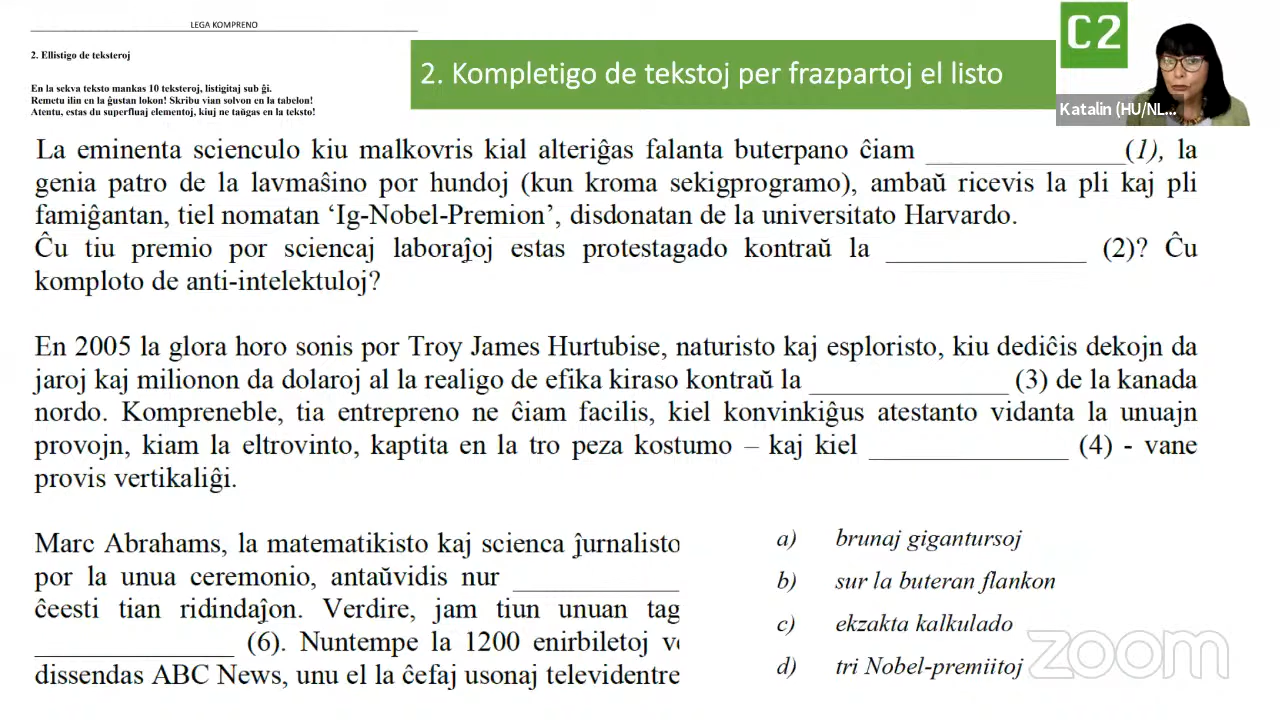 LEGA KOMPRENO
2. Ellistigo de teksteroj
C2
2. Kompletigo de tekstoj per frazpartoj el listo
En la sekva teksto mankas 10 teksteroj, listigitaj sub ĝi.
Remetu ilin en la ĝustan lokon! Skribu vian solvon en la tabelon!
Atentu, estas du superfluaj elementoj, kiuj ne taŭgas en la teksto!
Katalin (HU/NL...
La eminenta scienculo kiu malkovris kial alteriĝas falanta buterpano ĉiam _______________(1), la
genia patro de la lavmaŝino por hundoj (kun kroma sekigprogramo), ambaŭ ricevis la pli kaj pli
famiĝantan, tiel nomatan ‘Ig-Nobel-Premion’, disdonatan de la universitato Harvardo.
Ĉu tiu premio por sciencaj laboraĵoj estas protestagado kontraŭ la _______________ (2)? Ĉu
komploto de anti-intelektuloj?
En 2005 la glora horo sonis por Troy James Hurtubise, naturisto kaj esploristo, kiu dediĉis dekojn da
jaroj kaj milionon da dolaroj al la realigo de efika kiraso kontraŭ la _______________ (3) de la kanada
nordo. Kompreneble, tia entrepreno ne ĉiam facilis, kiel konvinkiĝus atestanto vidanta la unuajn
provojn, kiam la eltrovinto, kaptita en la tro peza kostumo – kaj kiel _______________ (4) - vane
provis vertikaliĝi.
Marc Abrahams, la matematikisto kaj scienca ĵurnalisto
por la unua ceremonio, antaŭvidis nur _____________
ĉeesti tian ridindaĵon. Verdire, jam tiun unuan tag
_______________ (6). Nuntempe la 1200 enirbiletoj
dissendas ABC News, unu el la ĉefaj usonaj televidentre
a) brunaj gigantursoj
b) sur la buteran flankon
c) ekzakta kalkulado
d) tri Nobel-premiitoj
zoom